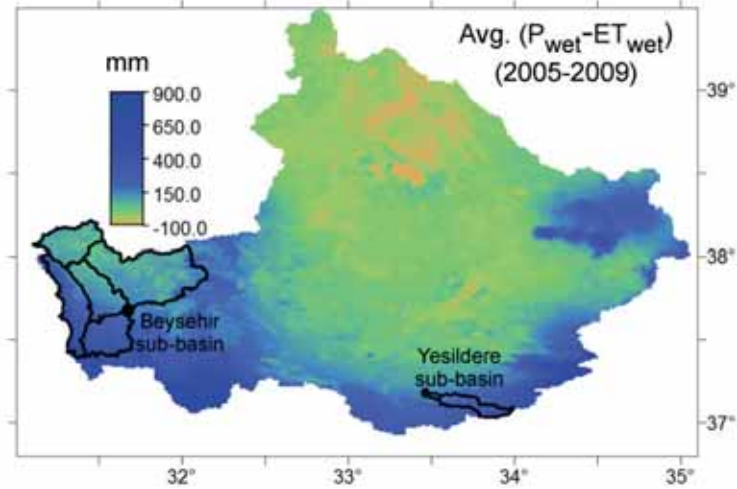 Avg. (Pwet-ETwet)
(2005-2009)
mm
900.0
650.0
400.0
150.0
-100.0
39°
38°
37°
Beysehir
sub-basin
Yesildere
sub-basin
32°
33°
34°
35°